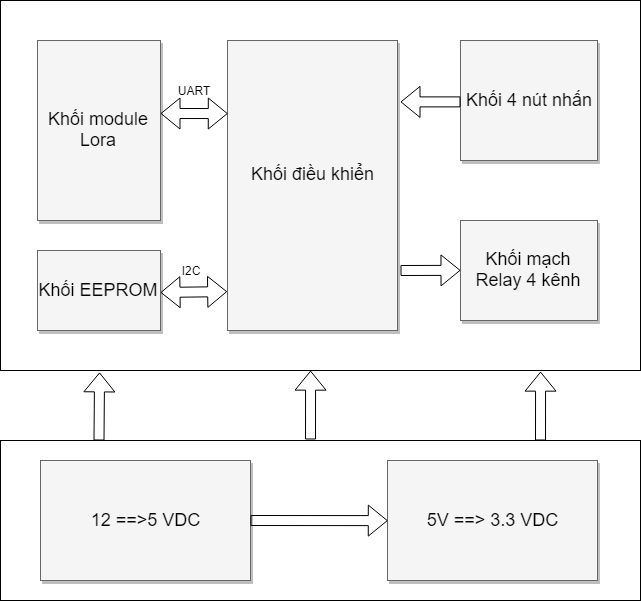 UART
Khối module
Lora
Khối điều khiển
Khối 4 nút nhấn
I2C
Khối EEPROM
Khối mạch
Relay 4 kênh
12 ==>5 VDC
5V ==> 3.3 VDC